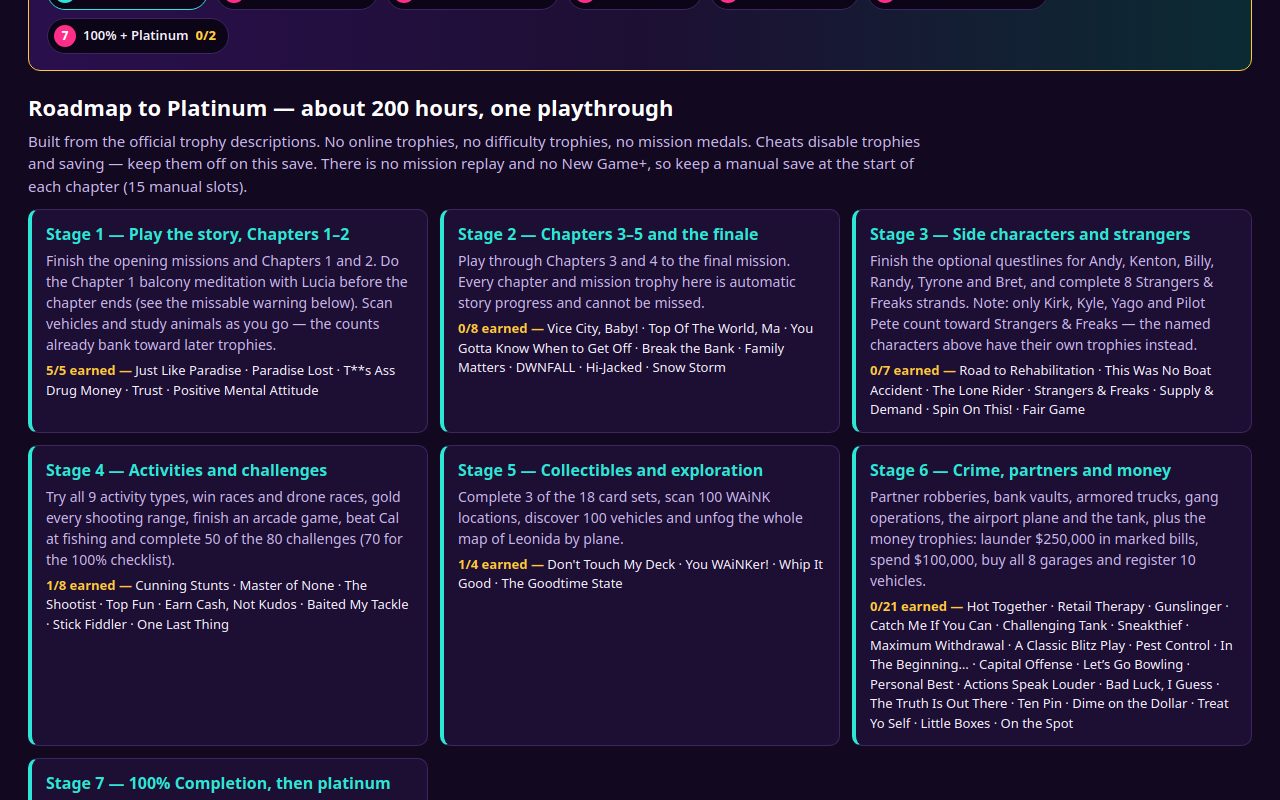 7 100% + Platinum 0/2
Roadmap to Platinum — about 200 hours, one playthrough
Built from the official trophy descriptions. No online trophies, no difficulty trophies, no mission medals. Cheats disable trophies
and saving — keep them off on this save. There is no mission replay and no New Game+, so keep a manual save at the start of
each chapter (15 manual slots).
Stage 1 — Play the story, Chapters 1–2
Finish the opening missions and Chapters 1 and 2. Do
the Chapter 1 balcony meditation with Lucia before the
chapter ends (see the missable warning below). Scan
vehicles and study animals as you go — the counts
already bank toward later trophies.
5/5 earned — Just Like Paradise · Paradise Lost · T**s Ass
Drug Money · Trust · Positive Mental Attitude
Stage 2 — Chapters 3–5 and the finale
Play through Chapters 3 and 4 to the final mission.
Every chapter and mission trophy here is automatic
story progress and cannot be missed.
0/8 earned — Vice City, Baby! · Top Of The World, Ma · You
Gotta Know When to Get Off · Break the Bank · Family
Matters · DWNFALL · Hi-Jacked · Snow Storm
Stage 3 — Side characters and strangers
Finish the optional questlines for Andy, Kenton, Billy,
Randy, Tyrone and Bret, and complete 8 Strangers &
Freaks strands. Note: only Kirk, Kyle, Yago and Pilot
Pete count toward Strangers & Freaks — the named
characters above have their own trophies instead.
0/7 earned — Road to Rehabilitation · This Was No Boat
Accident · The Lone Rider · Strangers & Freaks · Supply &
Demand · Spin On This! · Fair Game
Stage 4 — Activities and challenges
Try all 9 activity types, win races and drone races, gold
every shooting range, finish an arcade game, beat Cal
at fishing and complete 50 of the 80 challenges (70 for
the 100% checklist).
1/8 earned — Cunning Stunts · Master of None · The
Shootist · Top Fun · Earn Cash, Not Kudos · Baited My Tackle
· Stick Fiddler · One Last Thing
Stage 5 — Collectibles and exploration
Complete 3 of the 18 card sets, scan 100 WAiNK
locations, discover 100 vehicles and unfog the whole
map of Leonida by plane.
1/4 earned — Don’t Touch My Deck · You WAiNKer! · Whip It
Good · The Goodtime State
Stage 6 — Crime, partners and money
Partner robberies, bank vaults, armored trucks, gang
operations, the airport plane and the tank, plus the
money trophies: launder $250,000 in marked bills,
spend $100,000, buy all 8 garages and register 10
vehicles.
0/21 earned — Hot Together · Retail Therapy · Gunslinger ·
Catch Me If You Can · Challenging Tank · Sneakthief ·
Maximum Withdrawal · A Classic Blitz Play · Pest Control · In
The Beginning… · Capital Offense · Let’s Go Bowling ·
Personal Best · Actions Speak Louder · Bad Luck, I Guess ·
The Truth Is Out There · Ten Pin · Dime on the Dollar · Treat
Yo Self · Little Boxes · On the Spot
Stage 7 — 100% Completion, then platinum